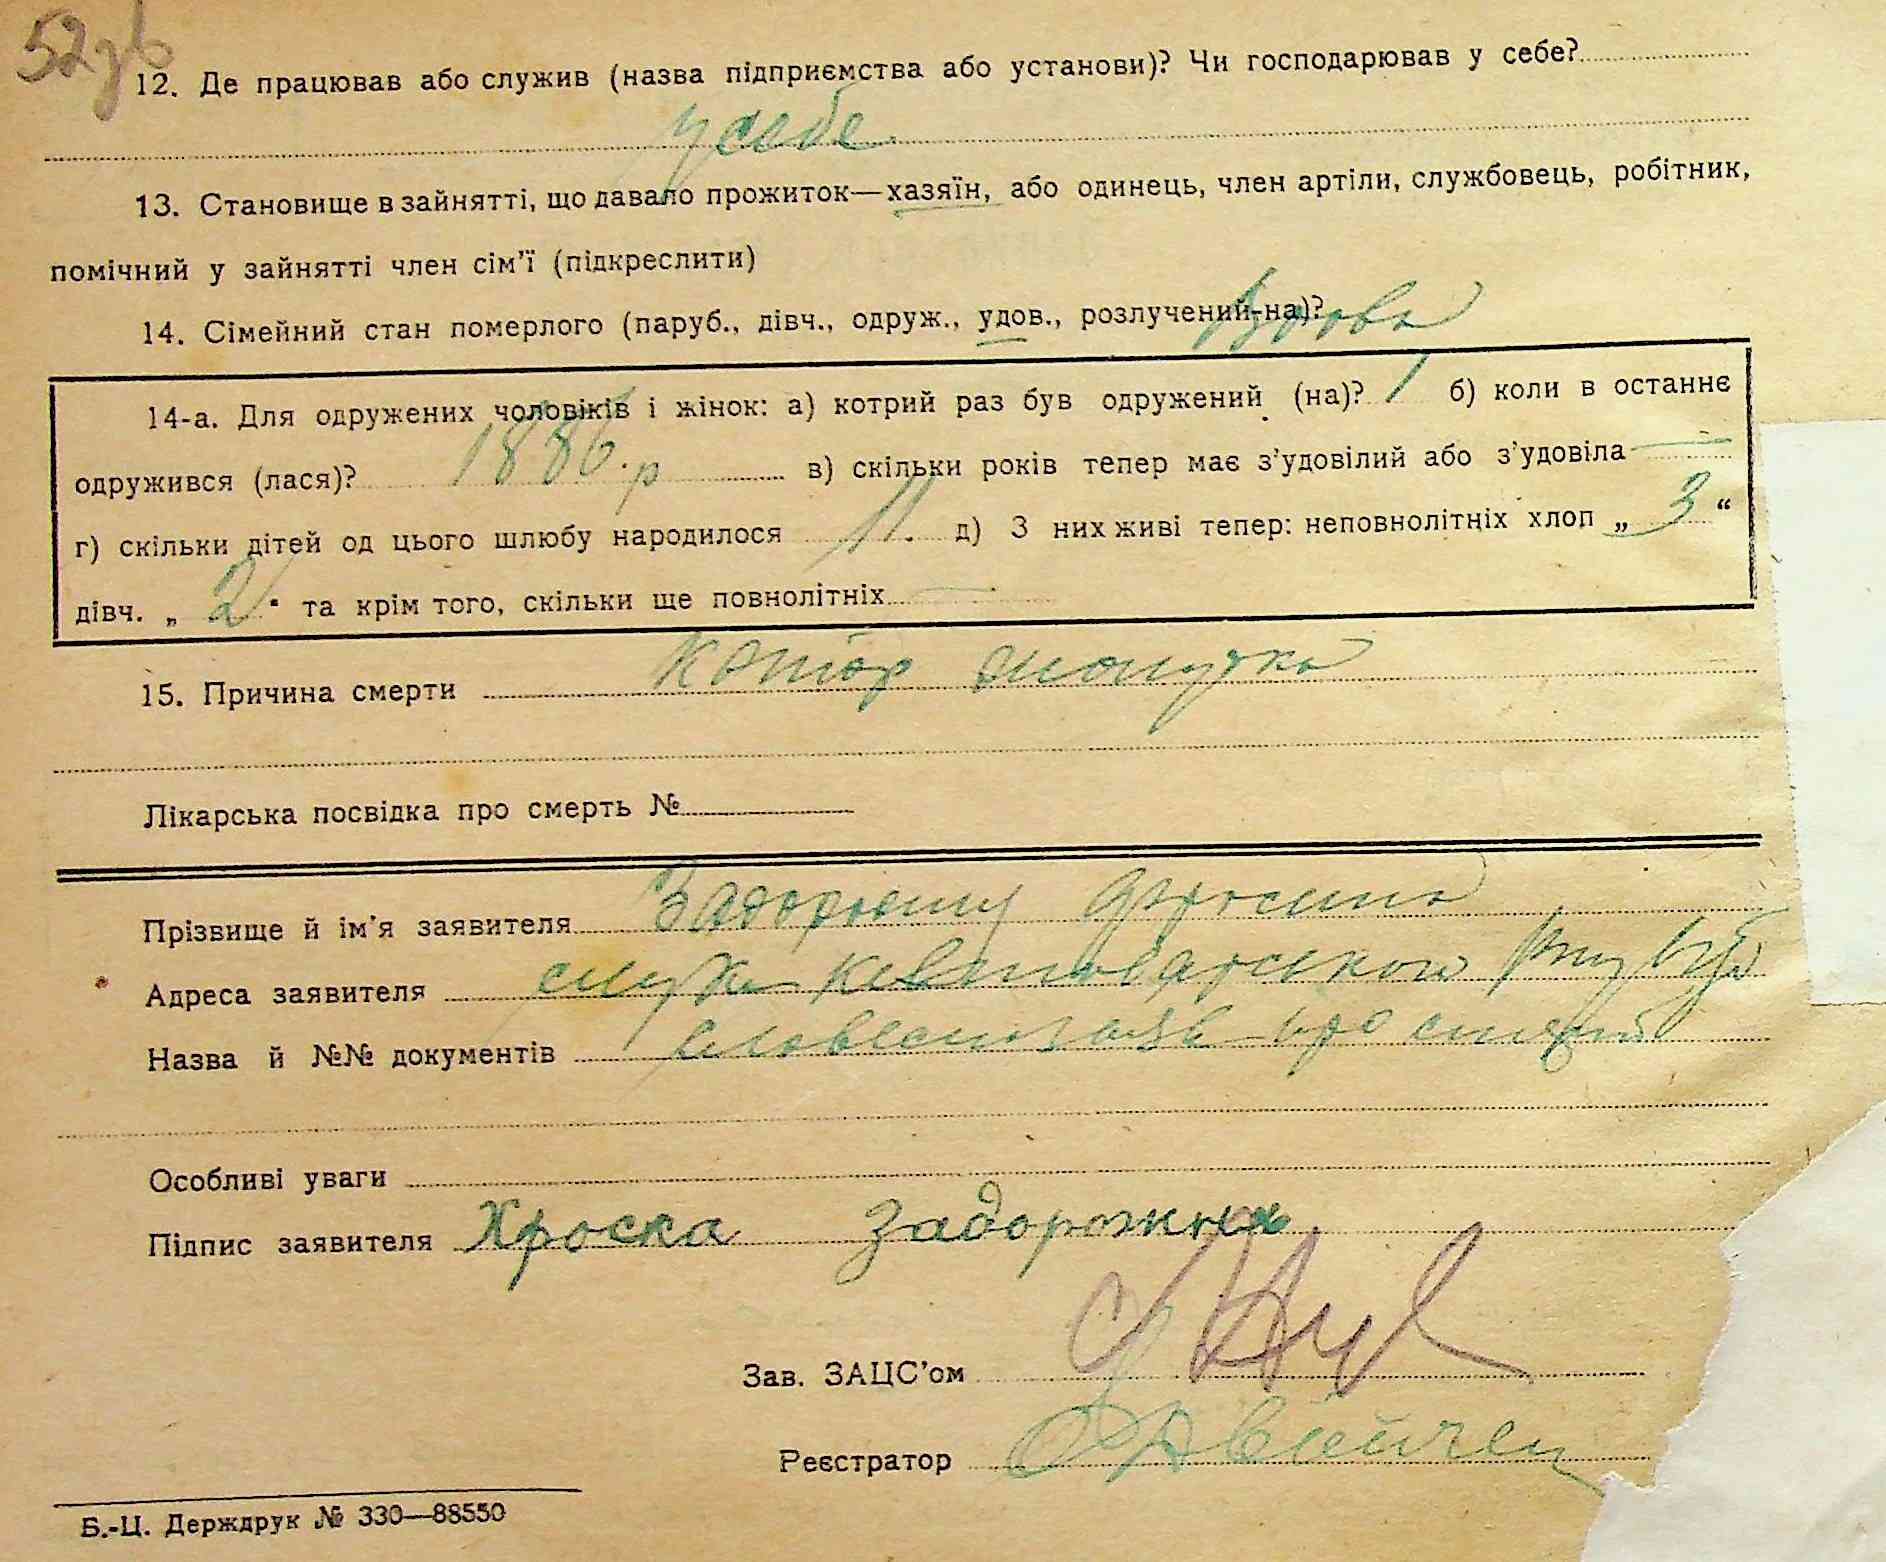 52зв
12. Де працював або служив (назва підприємства або установи)? Чи господарював у себе?
у себе
13. Становище в зайнятті, що давало прожиток—хазяїн, або одинець, член артіли, службовець, робітник,
помічний у зайнятті член сім'ї (підкреслити)
14. Сімейний стан померлого (паруб., дівч., одруж., удов., розлучений-на)? Вдова
14-а. Для одружених чоловіків і жінок: а) котрий раз був одружений (на)? 1 б) коли в останнє
одружився (лася)? 1886.р в) скільки років тепер має з'удовілий або з'удовіла —
г) скільки дітей од цього шлюбу народилося 11. д) З них живі тепер: неповнолітніх хлоп „ 3 “
дівч. „ 2 “ та крім того, скільки ще повнолітніх —
15. Причина смерти Катар
Лікарська посвідка про смерть №
Прізвище й ім'я заявителя
Адреса заявителя
Назва й №№ документів про смерть
Особливі уваги
Підпис заявителя Хроска Задорожня
Зав. ЗАЦС'ом
Реєстратор
Б.-Ц. Держдрук № 330—88550